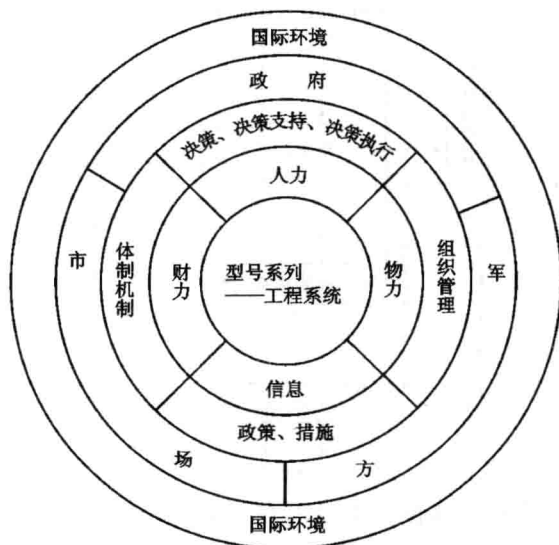 国际环境
政 府
决策、决策支持、决策执行
人力
市
体制机制
财力
型号系列
——工程系统
物力
组织管理
军
信息
政策、措施
场
方
国际环境